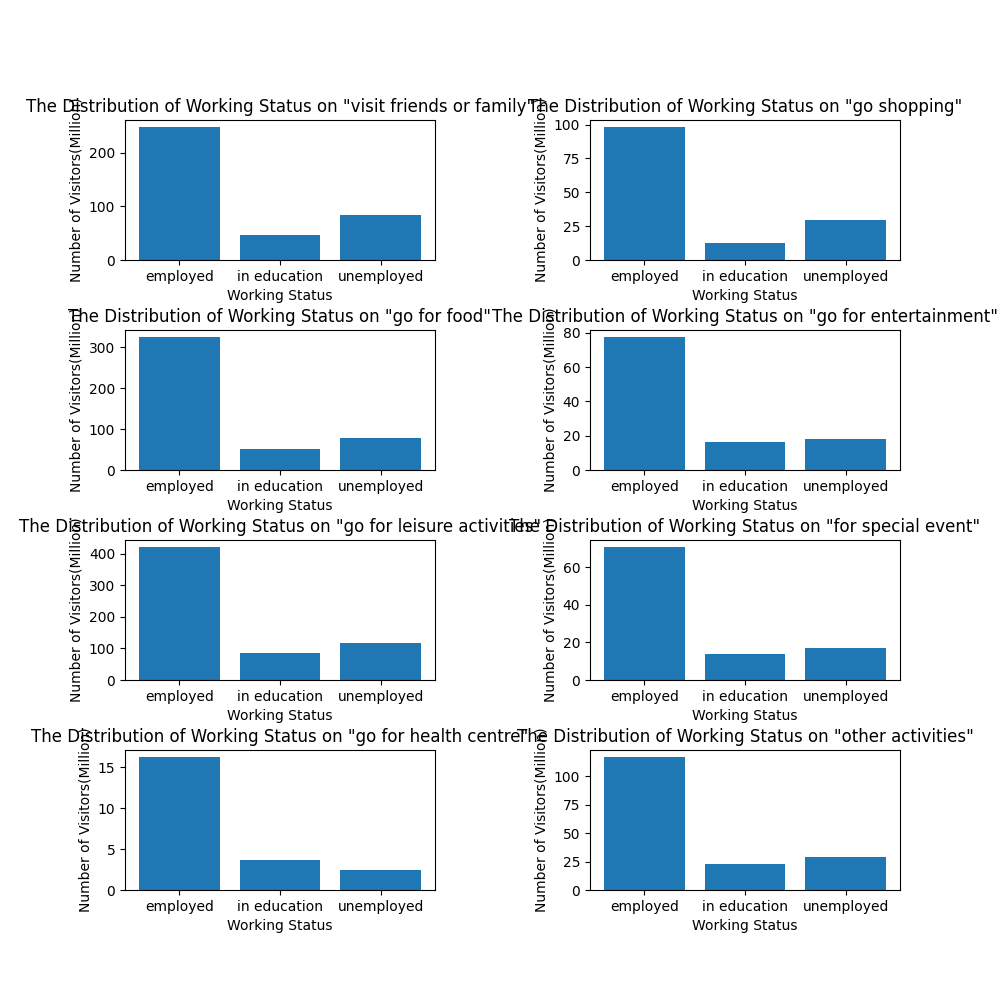 The Distribution of Working Status on "visit friends or family"
Number of Visitors(Million)
200
100
0
employed in education unemployed
Working Status
The Distribution of Working Status on "go shopping"
Number of Visitors(Million)
100
75
50
25
0
employed in education unemployed
Working Status
The Distribution of Working Status on "go for food"
Number of Visitors(Million)
300
200
100
0
employed in education unemployed
Working Status
The Distribution of Working Status on "go for entertainment"
Number of Visitors(Million)
80
60
40
20
0
employed in education unemployed
Working Status
The Distribution of Working Status on "go for leisure activities"
Number of Visitors(Million)
400
300
200
100
0
employed in education unemployed
Working Status
The Distribution of Working Status on "for special event"
Number of Visitors(Million)
60
40
20
0
employed in education unemployed
Working Status
The Distribution of Working Status on "go for health centre"
Number of Visitors(Million)
15
10
5
0
employed in education unemployed
Working Status
The Distribution of Working Status on "other activities"
Number of Visitors(Million)
100
75
50
25
0
employed in education unemployed
Working Status